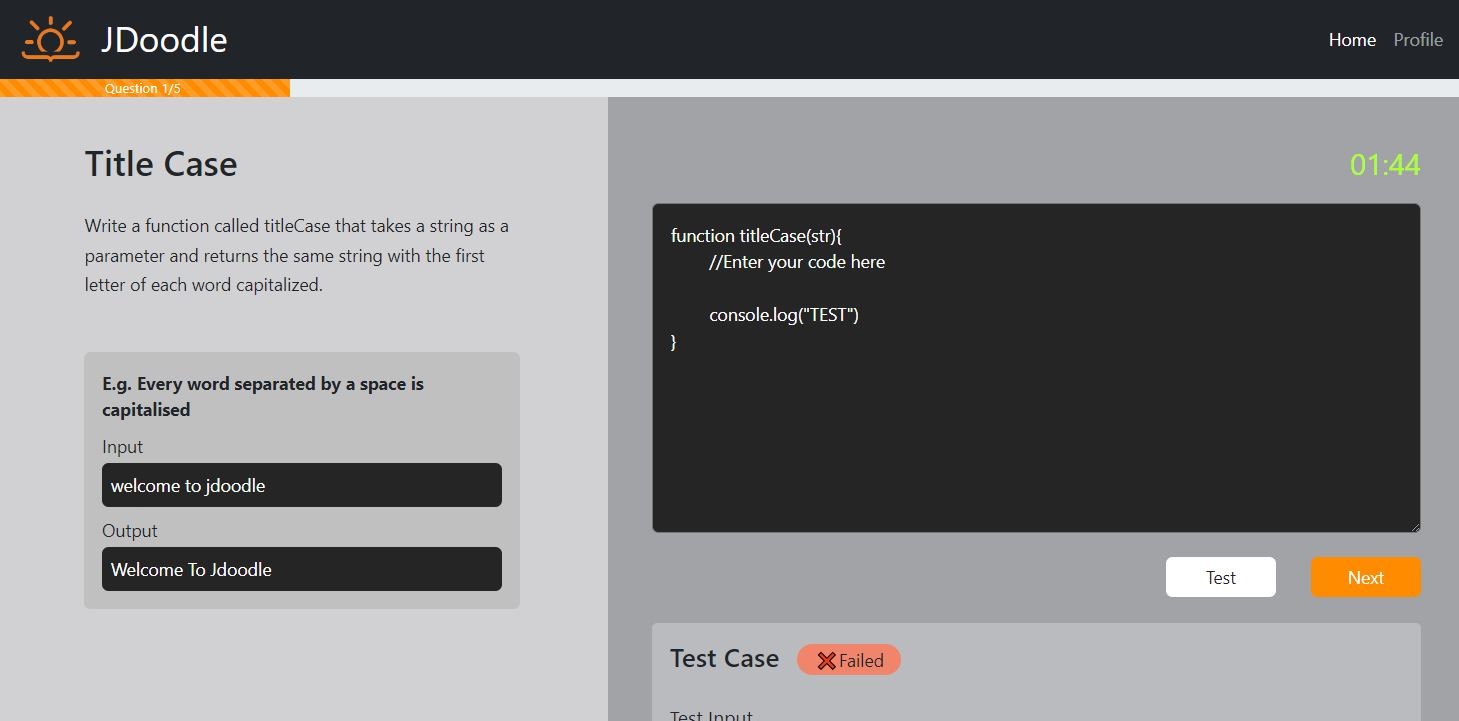 JDoodle
Home Profile
Question 1/5
Title Case
Write a function called titleCase that takes a string as a
parameter and returns the same string with the first
letter of each word capitalized.
E.g. Every word separated by a space is
capitalised
Input
welcome to jdoodle
Output
Welcome To Jdoodle
01:44
function titleCase(str){
//Enter your code here
console.log("TEST")
}
Test
Next
Test Case
Failed
Test Input